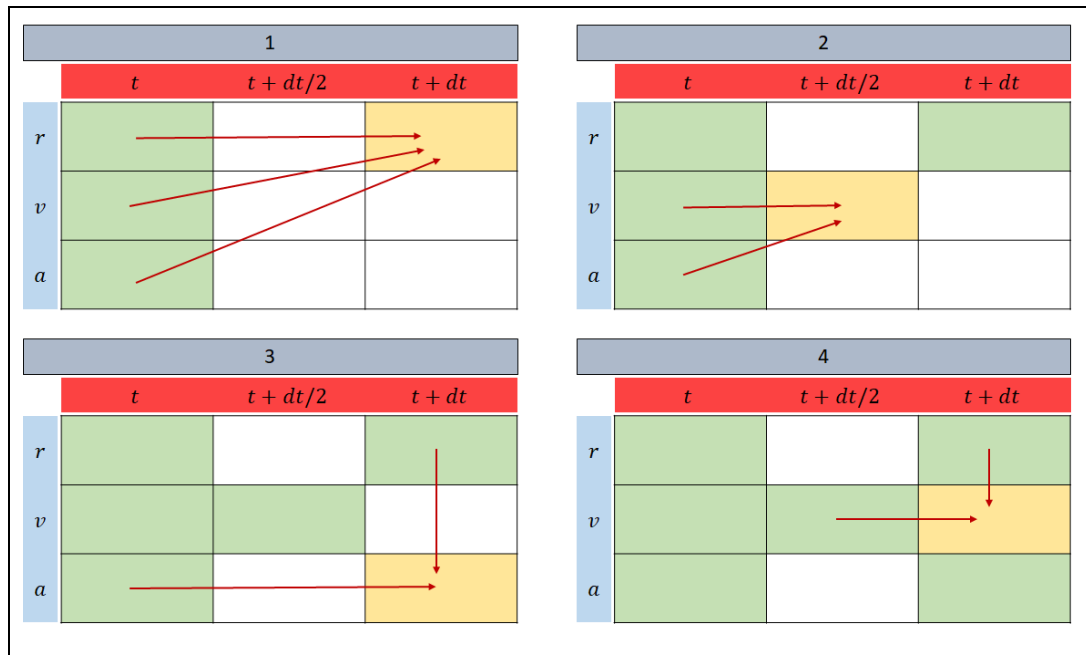 1
t t + dt/2 t + dt
r
v
a
2
t t + dt/2 t + dt
r
v
a
3
t t + dt/2 t + dt
r
v
a
4
t t + dt/2 t + dt
r
v
a